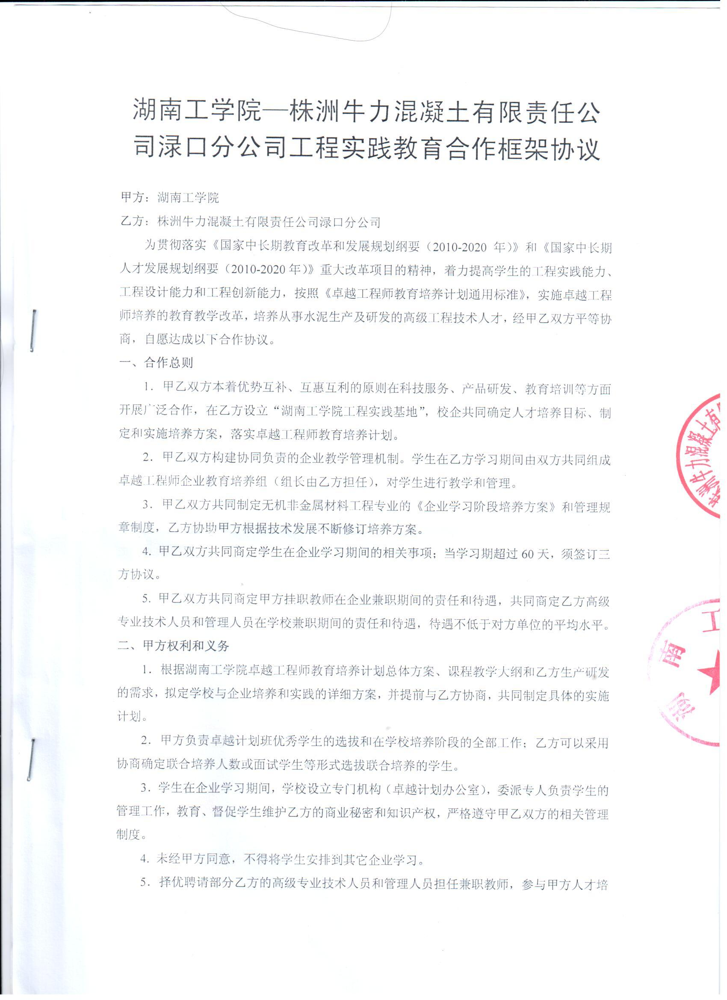 湖南工学院—株洲牛力混凝土有限责任公
司渌口分公司工程实践教育合作框架协议
甲方：湖南工学院
乙方：株洲牛力混凝土有限责任公司渌口分公司
为贯彻落实《国家中长期教育改革和发展规划纲要（2010-2020 年）》和《国家中长期
人才发展规划纲要（2010-2020 年）》重大改革项目的精神，着力提高学生的工程实践能力、
工程设计能力和工程创新能力，按照《卓越工程师教育培养计划通用标准》，实施卓越工程
师培养的教育教学改革，培养从事水泥生产及研发的高级工程技术人才，经甲乙双方平等协
商，自愿达成以下合作协议。
一、合作总则
1．甲乙双方本着优势互补、互惠互利的原则在科技服务、产品研发、教育培训等方面
开展广泛合作，在乙方设立“湖南工学院工程实践基地”，校企共同确定人才培养目标、制
定和实施培养方案，落实卓越工程师教育培养计划。
2．甲乙双方构建协同负责的企业教学管理机制。学生在乙方学习期间由双方共同组成
卓越工程师企业教育培养组（组长由乙方担任），对学生进行教学和管理。
3．甲乙双方共同制定无机非金属材料工程专业的《企业学习阶段培养方案》和管理规
章制度，乙方协助甲方根据技术发展不断修订培养方案。
4. 甲乙双方共同商定学生在企业学习期间的相关事项；当学习期超过 60 天，须签订三
方协议。
5. 甲乙双方共同商定甲方挂职教师在企业兼职期间的责任和待遇，共同商定乙方高级
专业技术人员和管理人员在学校兼职期间的责任和待遇，待遇不低于对方单位的平均水平。
二、甲方权利和义务
1．根据湖南工学院卓越工程师教育培养计划总体方案、课程教学大纲和乙方生产研发
的需求，拟定学校与企业培养和实践的详细方案，并提前与乙方协商，共同制定具体的实施
计划。
2．甲方负责卓越计划班优秀学生的选拔和在学校培养阶段的全部工作；乙方可以采用
协商确定联合培养人数或面试学生等形式选拔联合培养的学生。
3．学生在企业学习期间，学校设立专门机构（卓越计划办公室），委派专人负责学生的
管理工作，教育、督促学生维护乙方的商业秘密和知识产权，严格遵守甲乙双方的相关管理
制度。
4. 未经甲方同意，不得将学生安排到其它企业学习。
5．择优聘请部分乙方的高级专业技术人员和管理人员担任兼职教师，参与甲方人才培
株洲牛力混凝土有
湖南工